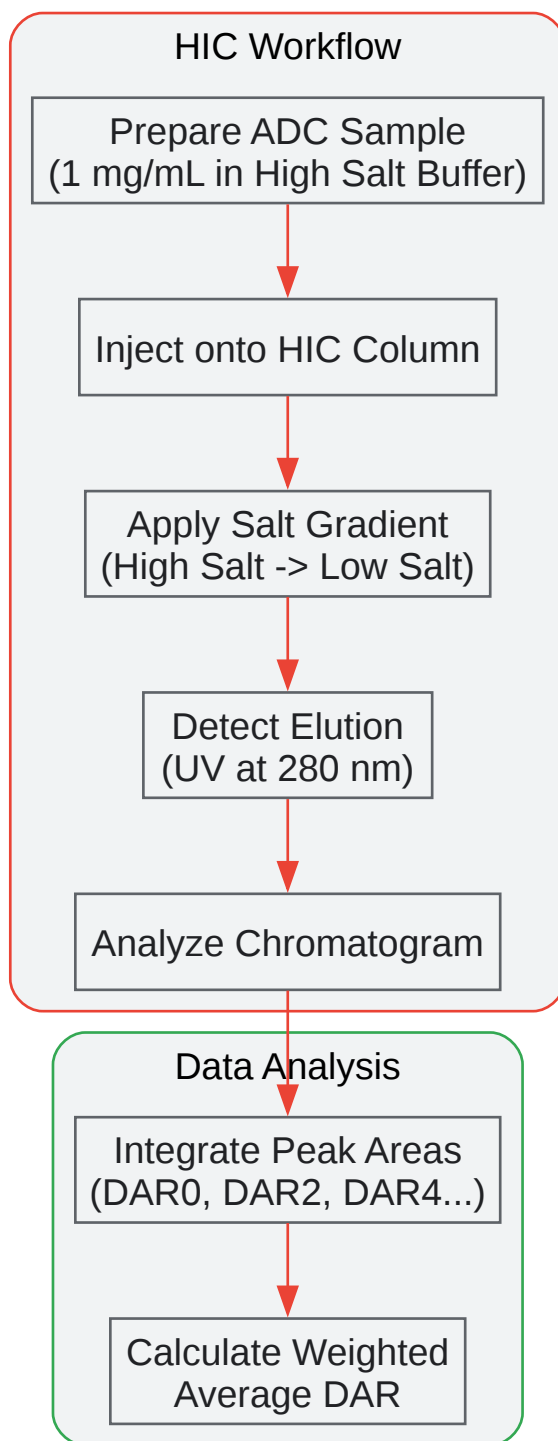 HIC Workflow
Prepare ADC Sample
(1 mg/mL in High Salt Buffer)
Inject onto HIC Column
Apply Salt Gradient
(High Salt -> Low Salt)
Detect Elution
(UV at 280 nm)
Analyze Chromatogram
Data Analysis
Integrate Peak Areas
(DAR0, DAR2, DAR4...)
Calculate Weighted
Average DAR